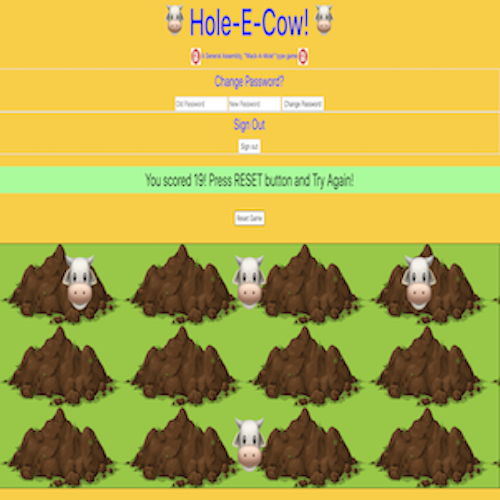 Hole-E-Cow!
A General Assembly, "Wack-A-Mole" type game
Change Password?
Old Password New Password Change Password
Sign Out
Sign out
You scored 19! Press RESET button and Try Again!
Reset Game